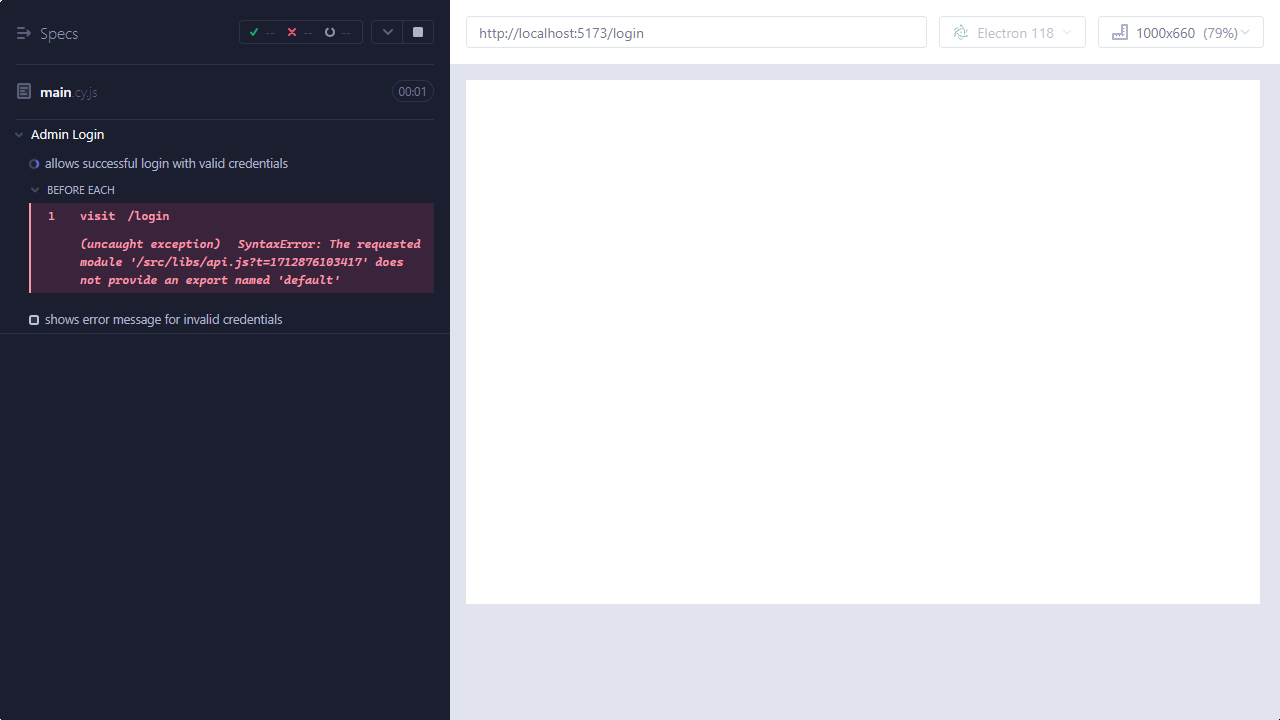 Specs
-- -- --
http://localhost:5173/login
Electron 118
1000x660 (79%)
main.cy.js
00:01
Admin Login
allows successful login with valid credentials
BEFORE EACH
1 visit /login
(uncaught exception) SyntaxError: The requested
module '/src/libs/api.js?t=1712876103417' does
not provide an export named 'default'
shows error message for invalid credentials